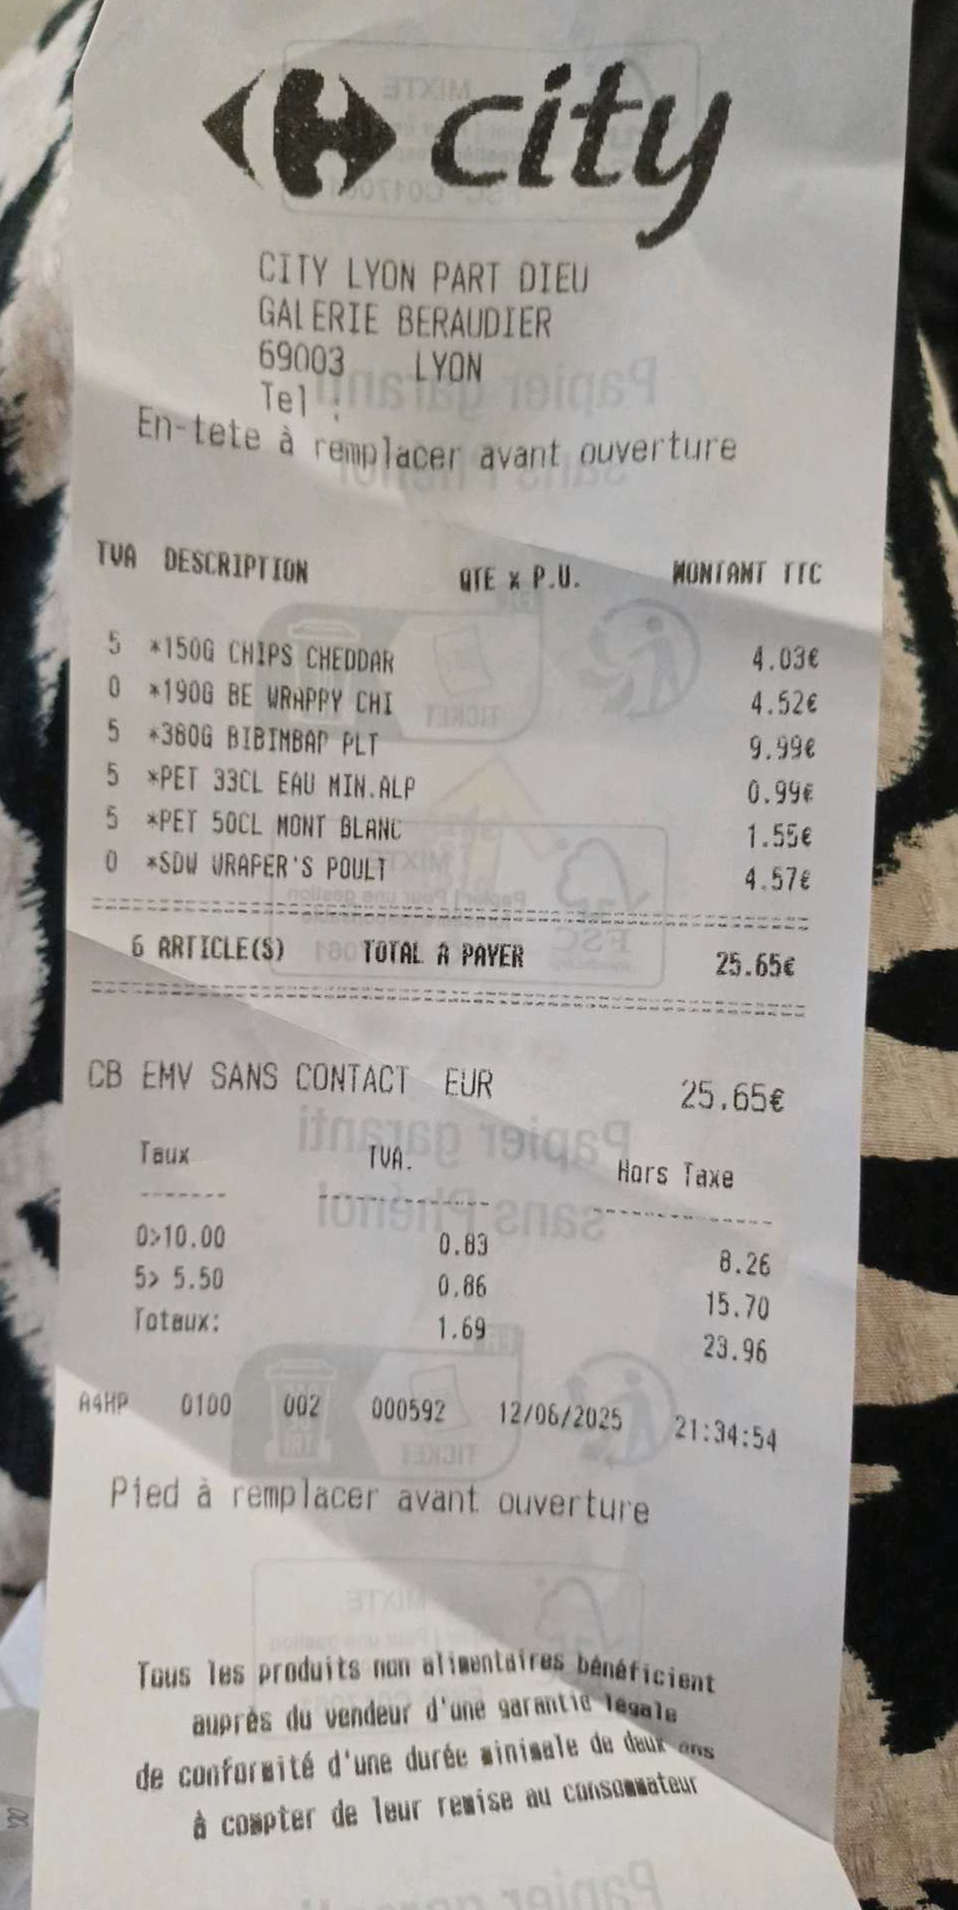 city
CITY LYON PART DIEU
GALERIE BERAUDIER
69003 LYON
Tel :
En-tete à remplacer avant ouverture
TVA DESCRIPTION QTE x P.U. MONTANT TTC
5 *150G CHIPS CHEDDAR 4.03€
0 *190G BE WRAPPY CHI 4.52€
5 *380G BIBIMBAP PLT 9.99€
5 *PET 33CL EAU MIN.ALP 0.99€
5 *PET 50CL MONT BLANC 1.55€
0 *SDW WRAPER'S POULT 4.57€
6 ARTICLE(S) TOTAL A PAYER 25.65€
CB EMV SANS CONTACT EUR 25.65€
Taux TVA. Hors Taxe
0>10.00 0.83 8.26
5> 5.50 0.86 15.70
Totaux: 1.69 23.96
A4HP 0100 002 000592 12/06/2025 21:34:54
Pied à remplacer avant ouverture
Tous les produits non alimentaires bénéficient
auprès du vendeur d'une garantie légale
de conformité d'une durée minimale de deux ans
à compter de leur remise au consommateur